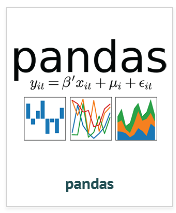 pandas
y_{it} = β′x_{it} + μ_i + ϵ_{it}
pandas